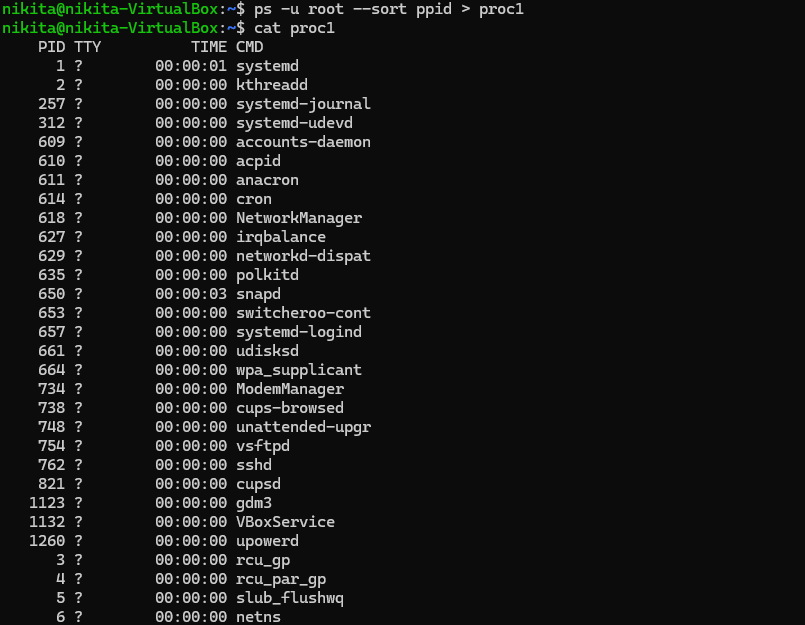 nikita@nikita-VirtualBox:~$ ps -u root --sort ppid > proc1
nikita@nikita-VirtualBox:~$ cat proc1
    PID TTY          TIME CMD
      1 ?        00:00:01 systemd
      2 ?        00:00:00 kthreadd
    257 ?        00:00:00 systemd-journal
    312 ?        00:00:00 systemd-udevd
    609 ?        00:00:00 accounts-daemon
    610 ?        00:00:00 acpid
    611 ?        00:00:00 anacron
    614 ?        00:00:00 cron
    618 ?        00:00:00 NetworkManager
    627 ?        00:00:00 irqbalance
    629 ?        00:00:00 networkd-dispat
    635 ?        00:00:00 polkitd
    650 ?        00:00:03 snapd
    653 ?        00:00:00 switcheroo-cont
    657 ?        00:00:00 systemd-logind
    661 ?        00:00:00 udisksd
    664 ?        00:00:00 wpa_supplicant
    734 ?        00:00:00 ModemManager
    738 ?        00:00:00 cups-browsed
    748 ?        00:00:00 unattended-upgr
    754 ?        00:00:00 vsftpd
    762 ?        00:00:00 sshd
    821 ?        00:00:00 cupsd
   1123 ?        00:00:00 gdm3
   1132 ?        00:00:00 VBoxService
   1260 ?        00:00:00 upowerd
      3 ?        00:00:00 rcu_gp
      4 ?        00:00:00 rcu_par_gp
      5 ?        00:00:00 slub_flushwq
      6 ?        00:00:00 netns